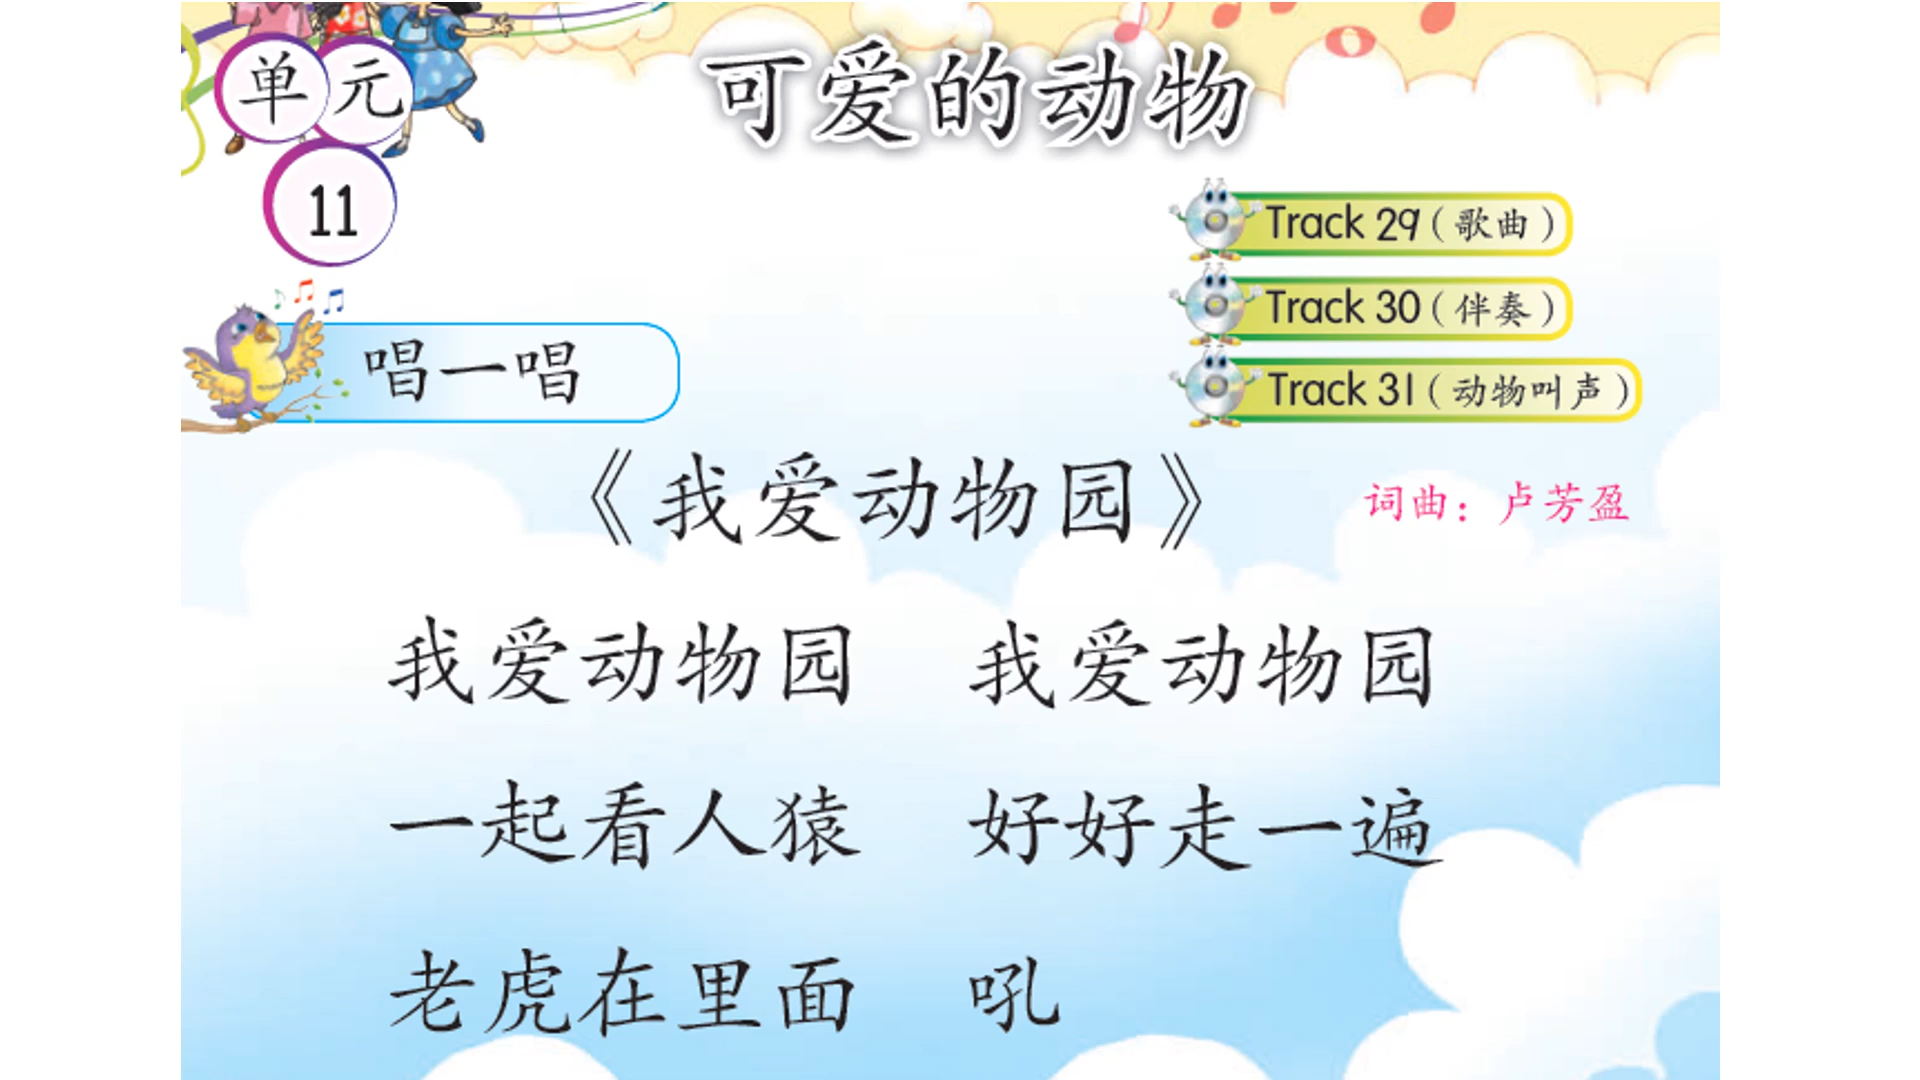 单元 11
可爱的动物
Track 29（歌曲）
Track 30（伴奏）
Track 31（动物叫声）
唱一唱
《我爱动物园》 词曲：卢芳盈
我爱动物园 我爱动物园
一起看人猿 好好走一遍
老虎在里面 吼